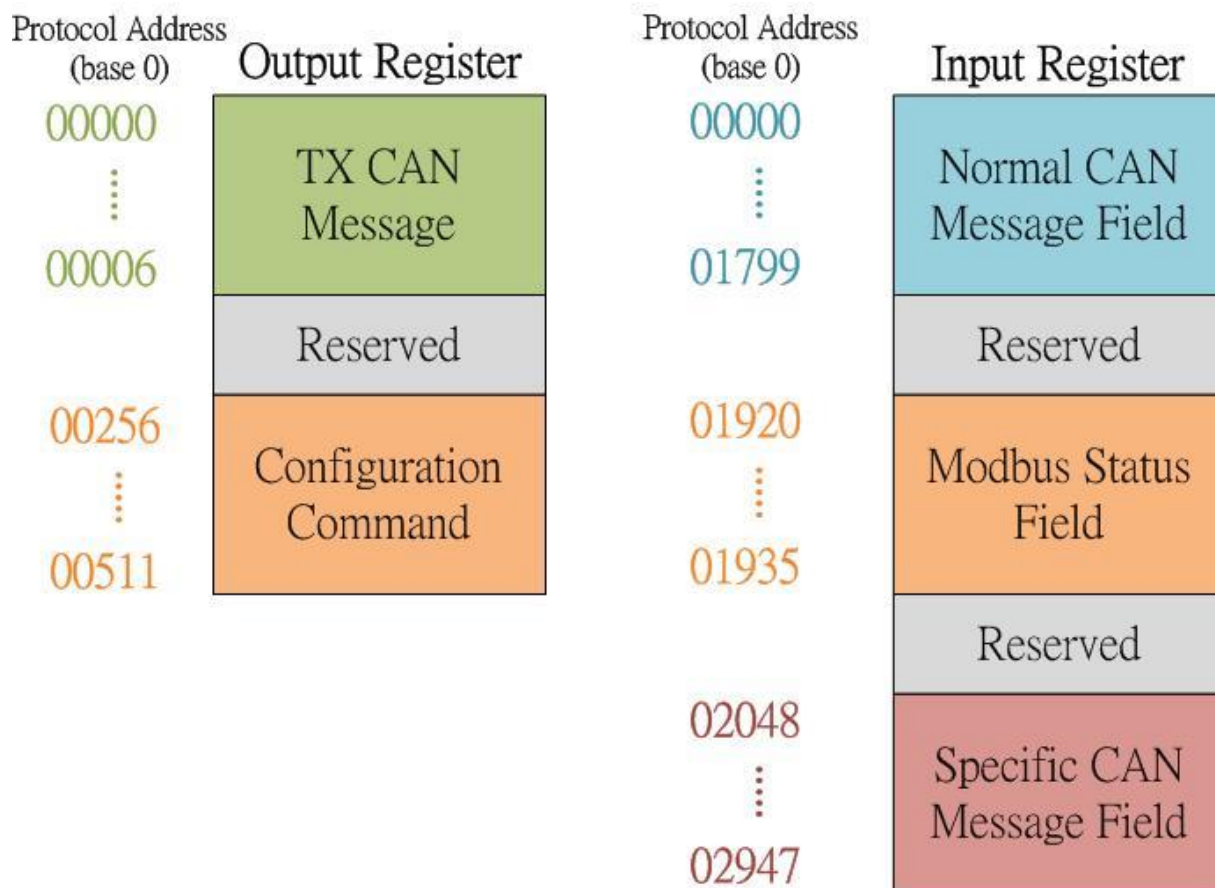 Protocol Address
(base 0)
Output Register
00000
00006
00256
00511
TX CAN
Message
Reserved
Configuration
Command
Protocol Address
(base 0)
Input Register
00000
01799
01920
01935
02048
02947
Normal CAN
Message Field
Reserved
Modbus Status
Field
Reserved
Specific CAN
Message Field